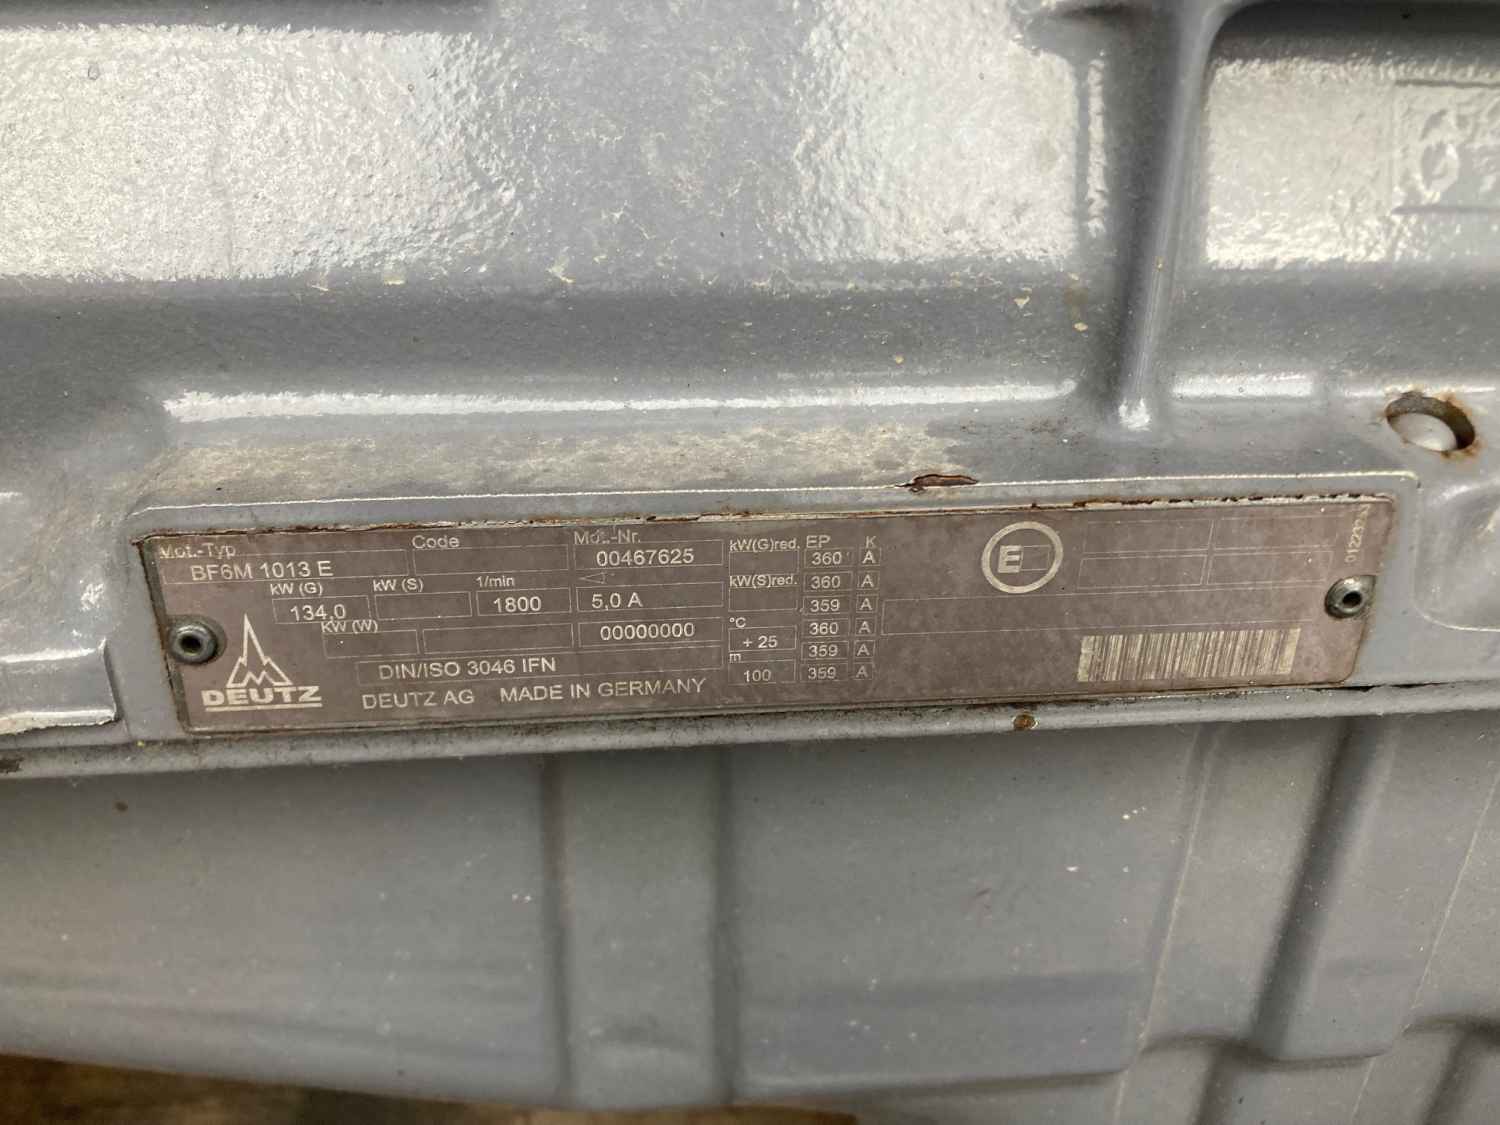 Mot.-Typ Code Mot.-Nr.
BF6M 1013 E 00467625
kW (G) kW (S) 1/min
134,0 1800 5,0 A
KW (W) 00000000
DIN/ISO 3046 IFN
DEUTZ
DEUTZ AG MADE IN GERMANY
kW(G)red. EP K
360 A
kW(S)red. 360 A
359 A
°C 360 A
+ 25 359 A
m
100 359 A
E